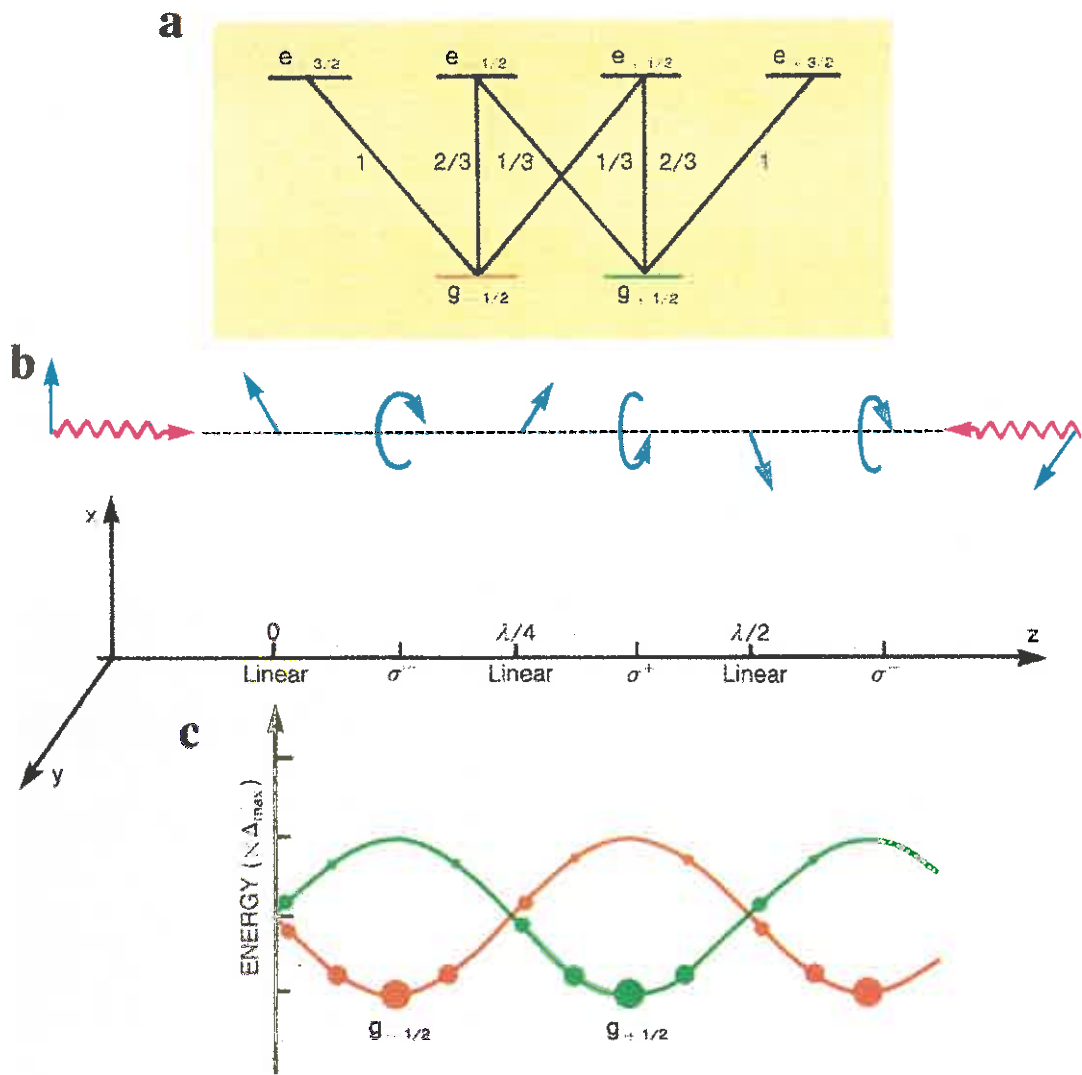 a
e −3/2 e −1/2 e +1/2 e +3/2
1 2/3 1/3 1/3 2/3 1
g −1/2 g +1/2
b
x
0 λ/4 λ/2 z
Linear σ⁻ Linear σ⁺ Linear σ⁻
y
c
ENERGY (×Δmax)
g −1/2 g +1/2